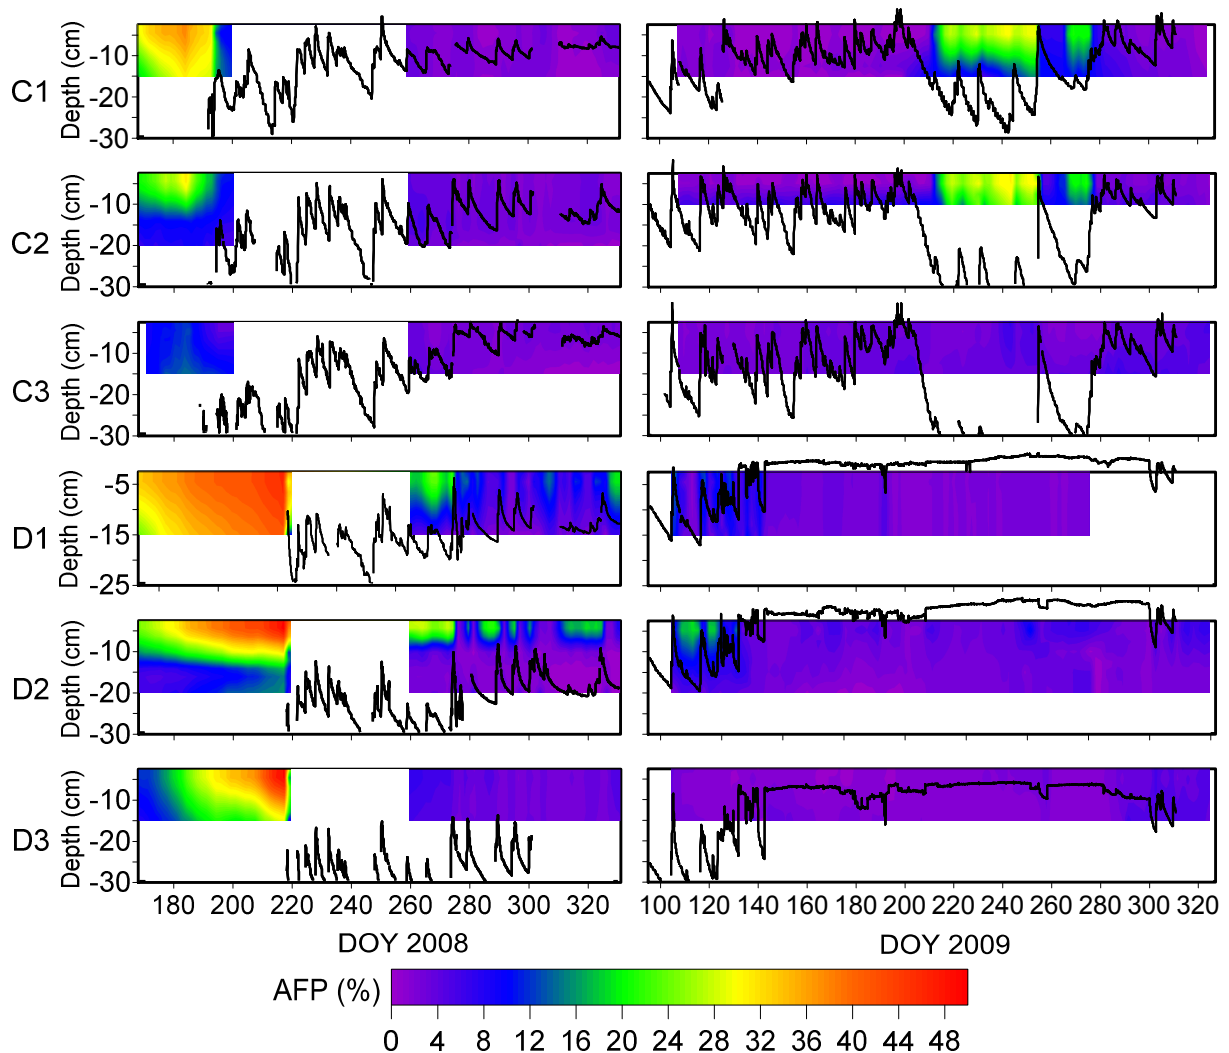 C1
Depth (cm)
-10
-20
-30
C2
Depth (cm)
-10
-20
-30
C3
Depth (cm)
-10
-20
-30
D1
Depth (cm)
-5
-15
-25
D2
Depth (cm)
-10
-20
-30
D3
Depth (cm)
-10
-20
-30
180 200 220 240 260 280 300 320
100 120 140 160 180 200 220 240 260 280 300 320
DOY 2008
DOY 2009
AFP (%)
0 4 8 12 16 20 24 28 32 36 40 44 48